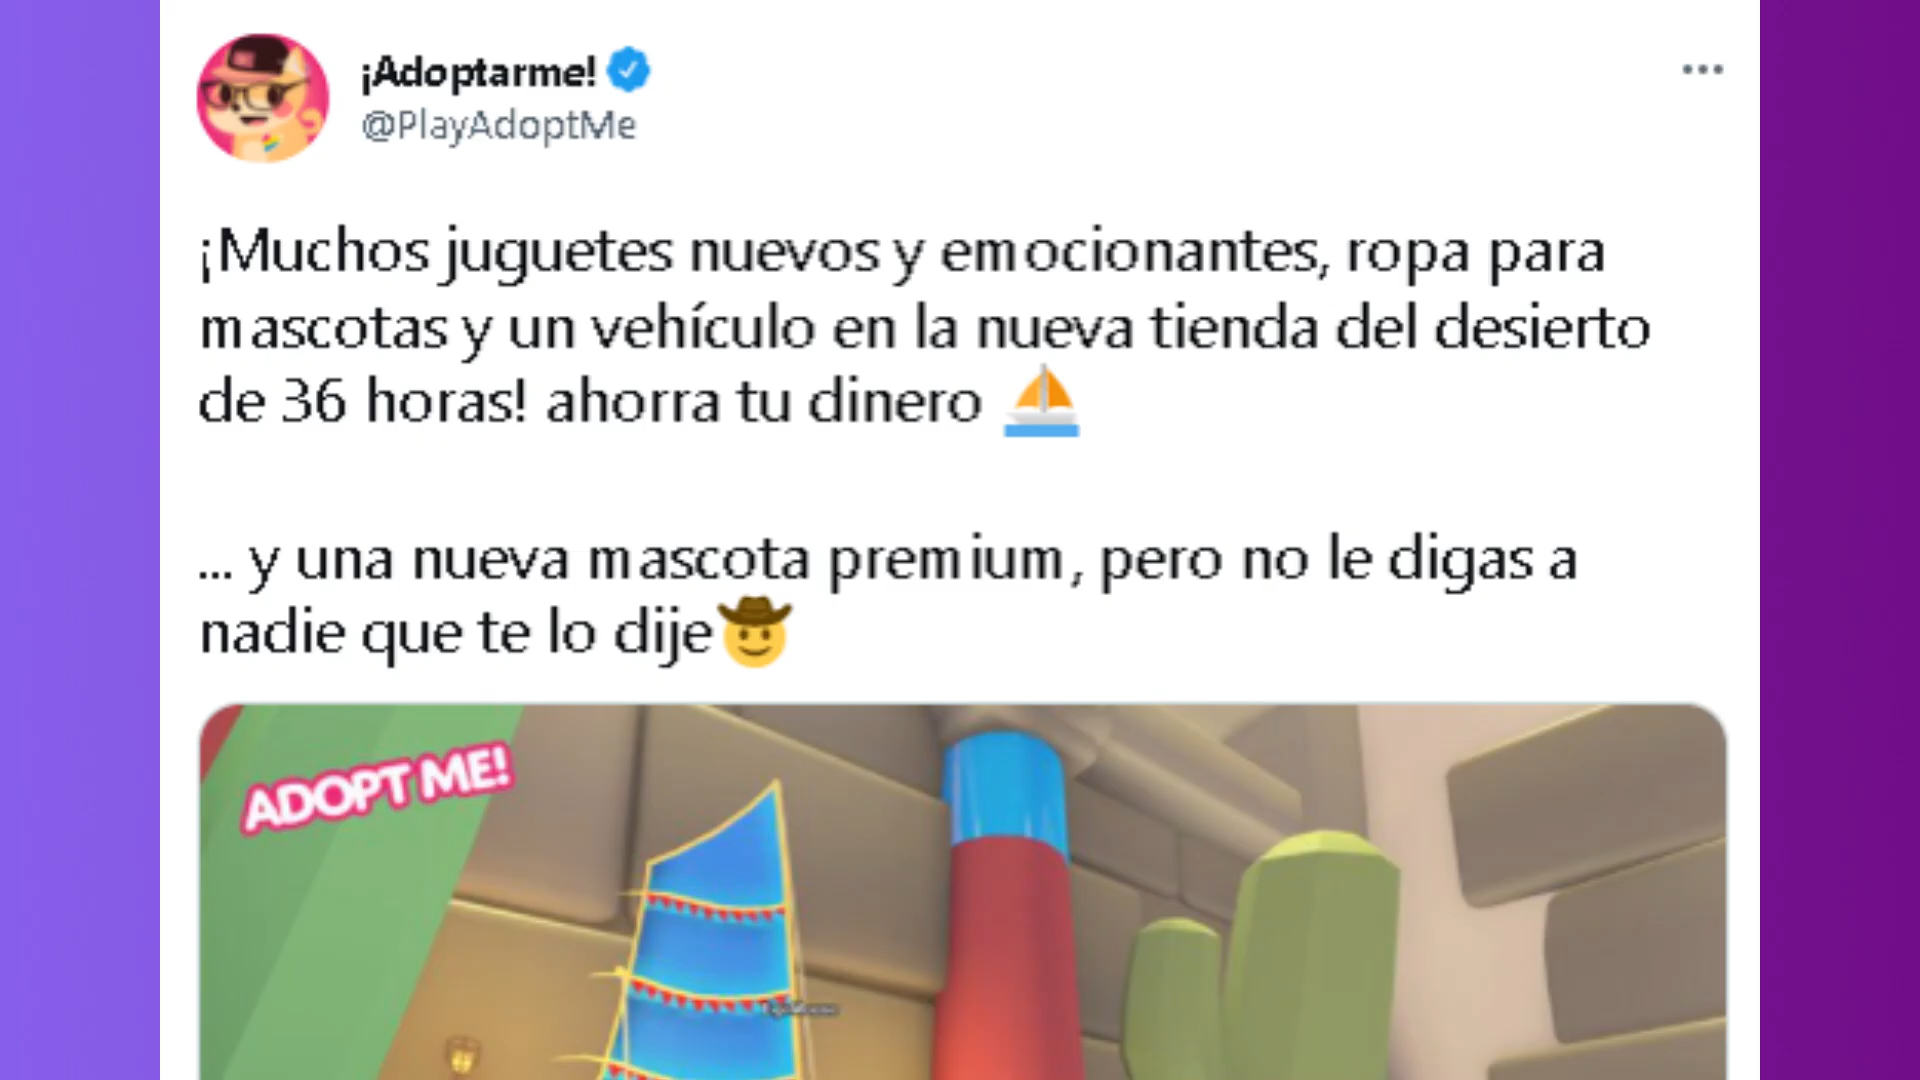 ¡Adoptarme!
@PlayAdoptMe
¡Muchos juguetes nuevos y emocionantes, ropa para
mascotas y un vehículo en la nueva tienda del desierto
de 36 horas! ahorra tu dinero ⛵
... y una nueva mascota premium, pero no le digas a
nadie que te lo dije🤠
ADOPT ME!